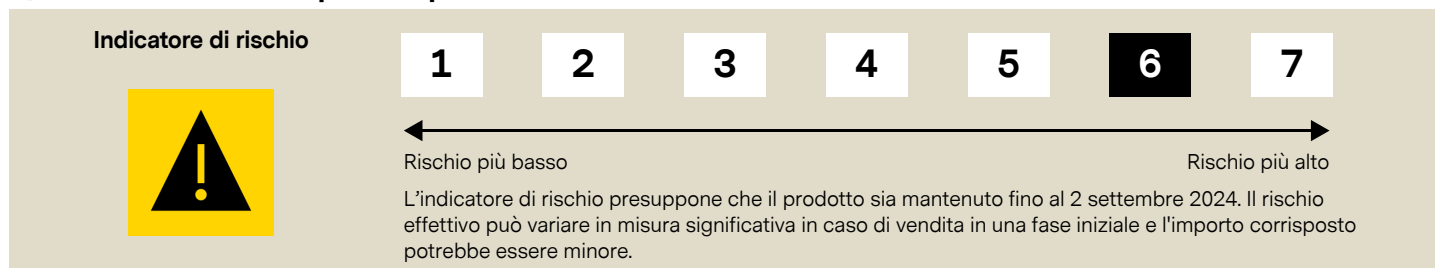 Indicatore di rischio
1 2 3 4 5 6 7
Rischio più basso Rischio più alto
L'indicatore di rischio presuppone che il prodotto sia mantenuto fino al 2 settembre 2024. Il rischio
effettivo può variare in misura significativa in caso di vendita in una fase iniziale e l'importo corrisposto
potrebbe essere minore.